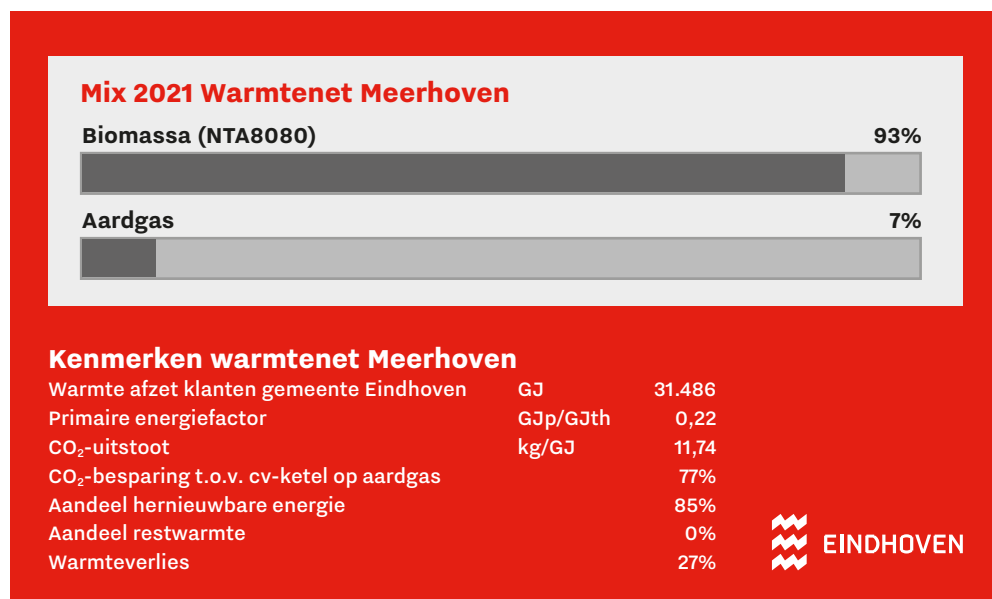 Mix 2021 Warmtenet Meerhoven
Biomassa (NTA8080) 93%
Aardgas 7%
Kenmerken warmtenet Meerhoven
Warmte afzet klanten gemeente Eindhoven GJ 31.486
Primaire energiefactor GJp/GJth 0,22
CO₂-uitstoot kg/GJ 11,74
CO₂-besparing t.o.v. cv-ketel op aardgas 77%
Aandeel hernieuwbare energie 85%
Aandeel restwarmte 0%
Warmteverlies 27%
EINDHOVEN